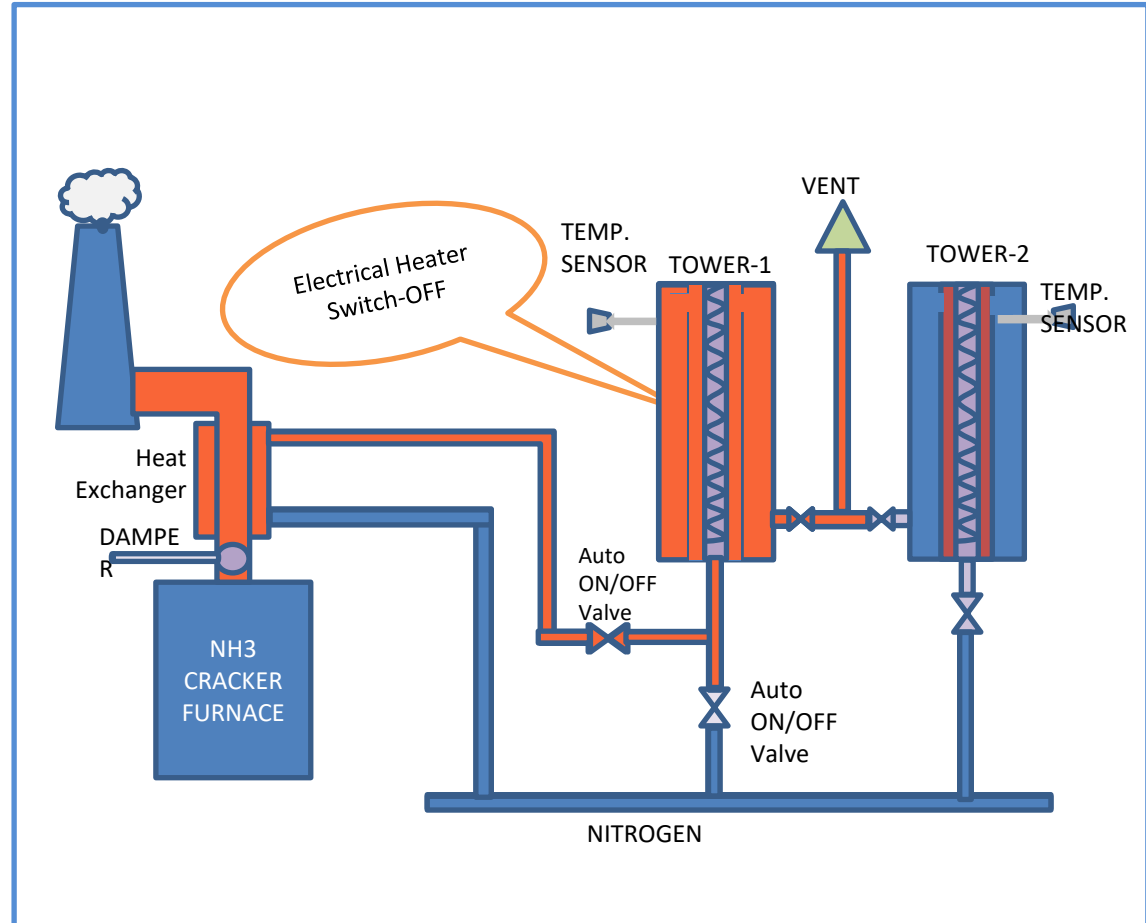 VENT
TEMP.
SENSOR
TOWER-1
TOWER-2
Electrical Heater
Switch-OFF
TEMP.
SENSOR
Heat
Exchanger
DAMPE
R
Auto
ON/OFF
Valve
NH3
CRACKER
FURNACE
Auto
ON/OFF
Valve
NITROGEN